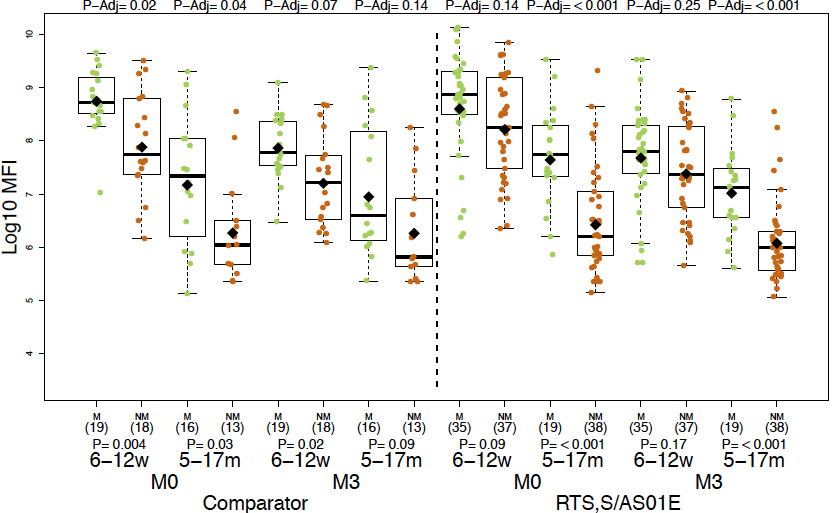 P−Adj= 0.02 P−Adj= 0.04 P−Adj= 0.07 P−Adj= 0.14 P−Adj= 0.14 P−Adj= < 0.001 P−Adj= 0.25 P−Adj= < 0.001
10
9
8
7
6
5
4
Log10 MFI
M NM M NM M NM M NM M NM M NM M NM M NM
(19) (18) (16) (13) (19) (18) (16) (13) (35) (37) (19) (38) (35) (37) (19) (38)
P= 0.004 P= 0.03 P= 0.02 P= 0.09 P= 0.09 P= < 0.001 P= 0.17 P= < 0.001
6−12w 5−17m 6−12w 5−17m 6−12w 5−17m 6−12w 5−17m
M0 M3 M0 M3
Comparator RTS,S/AS01E